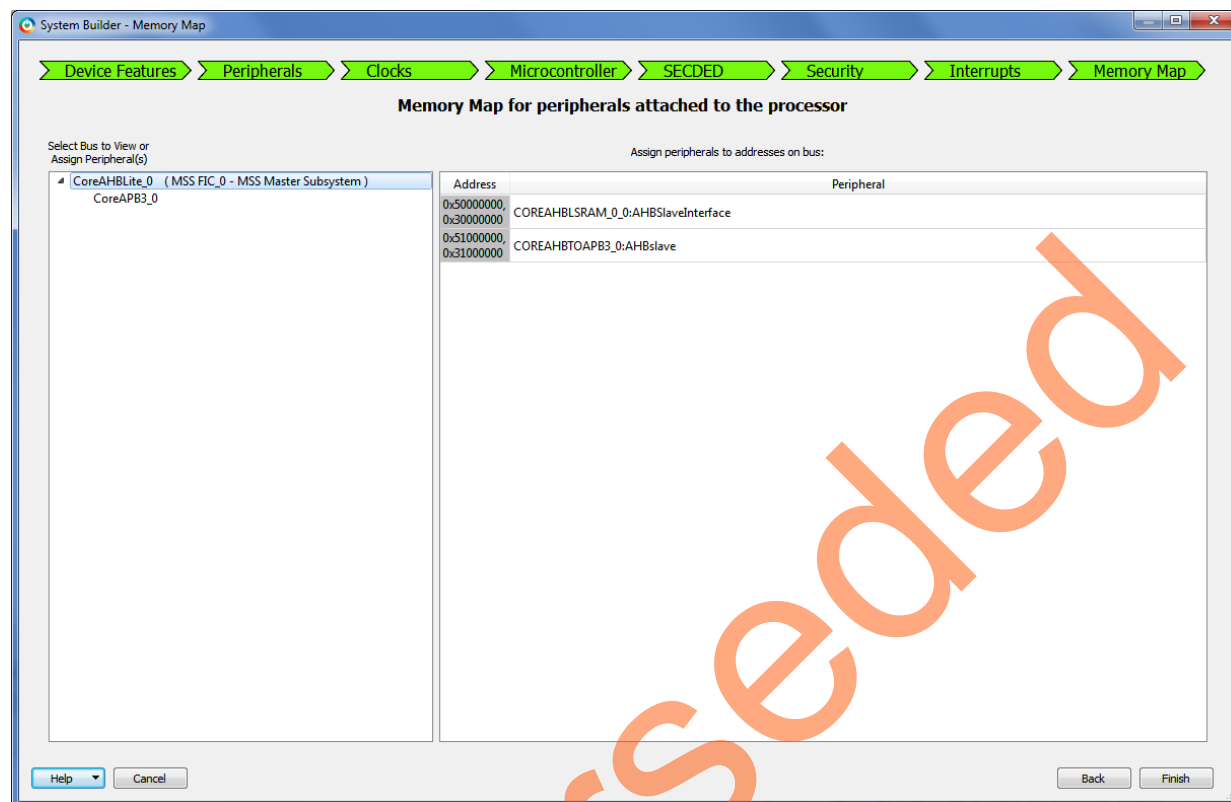 System Builder - Memory Map
Device Features Peripherals Clocks Microcontroller SECDED Security Interrupts Memory Map
Memory Map for peripherals attached to the processor
Select Bus to View or
Assign Peripheral(s)
Assign peripherals to addresses on bus:
CoreAHBLite_0 ( MSS FIC_0 - MSS Master Subsystem )
CoreAPB3_0
Address Peripheral
0x50000000,
0x30000000
COREAHBLSRAM_0_0:AHBSlaveInterface
0x51000000,
0x31000000
COREAHBTOAPB3_0:AHBslave
Help Cancel Back Finish